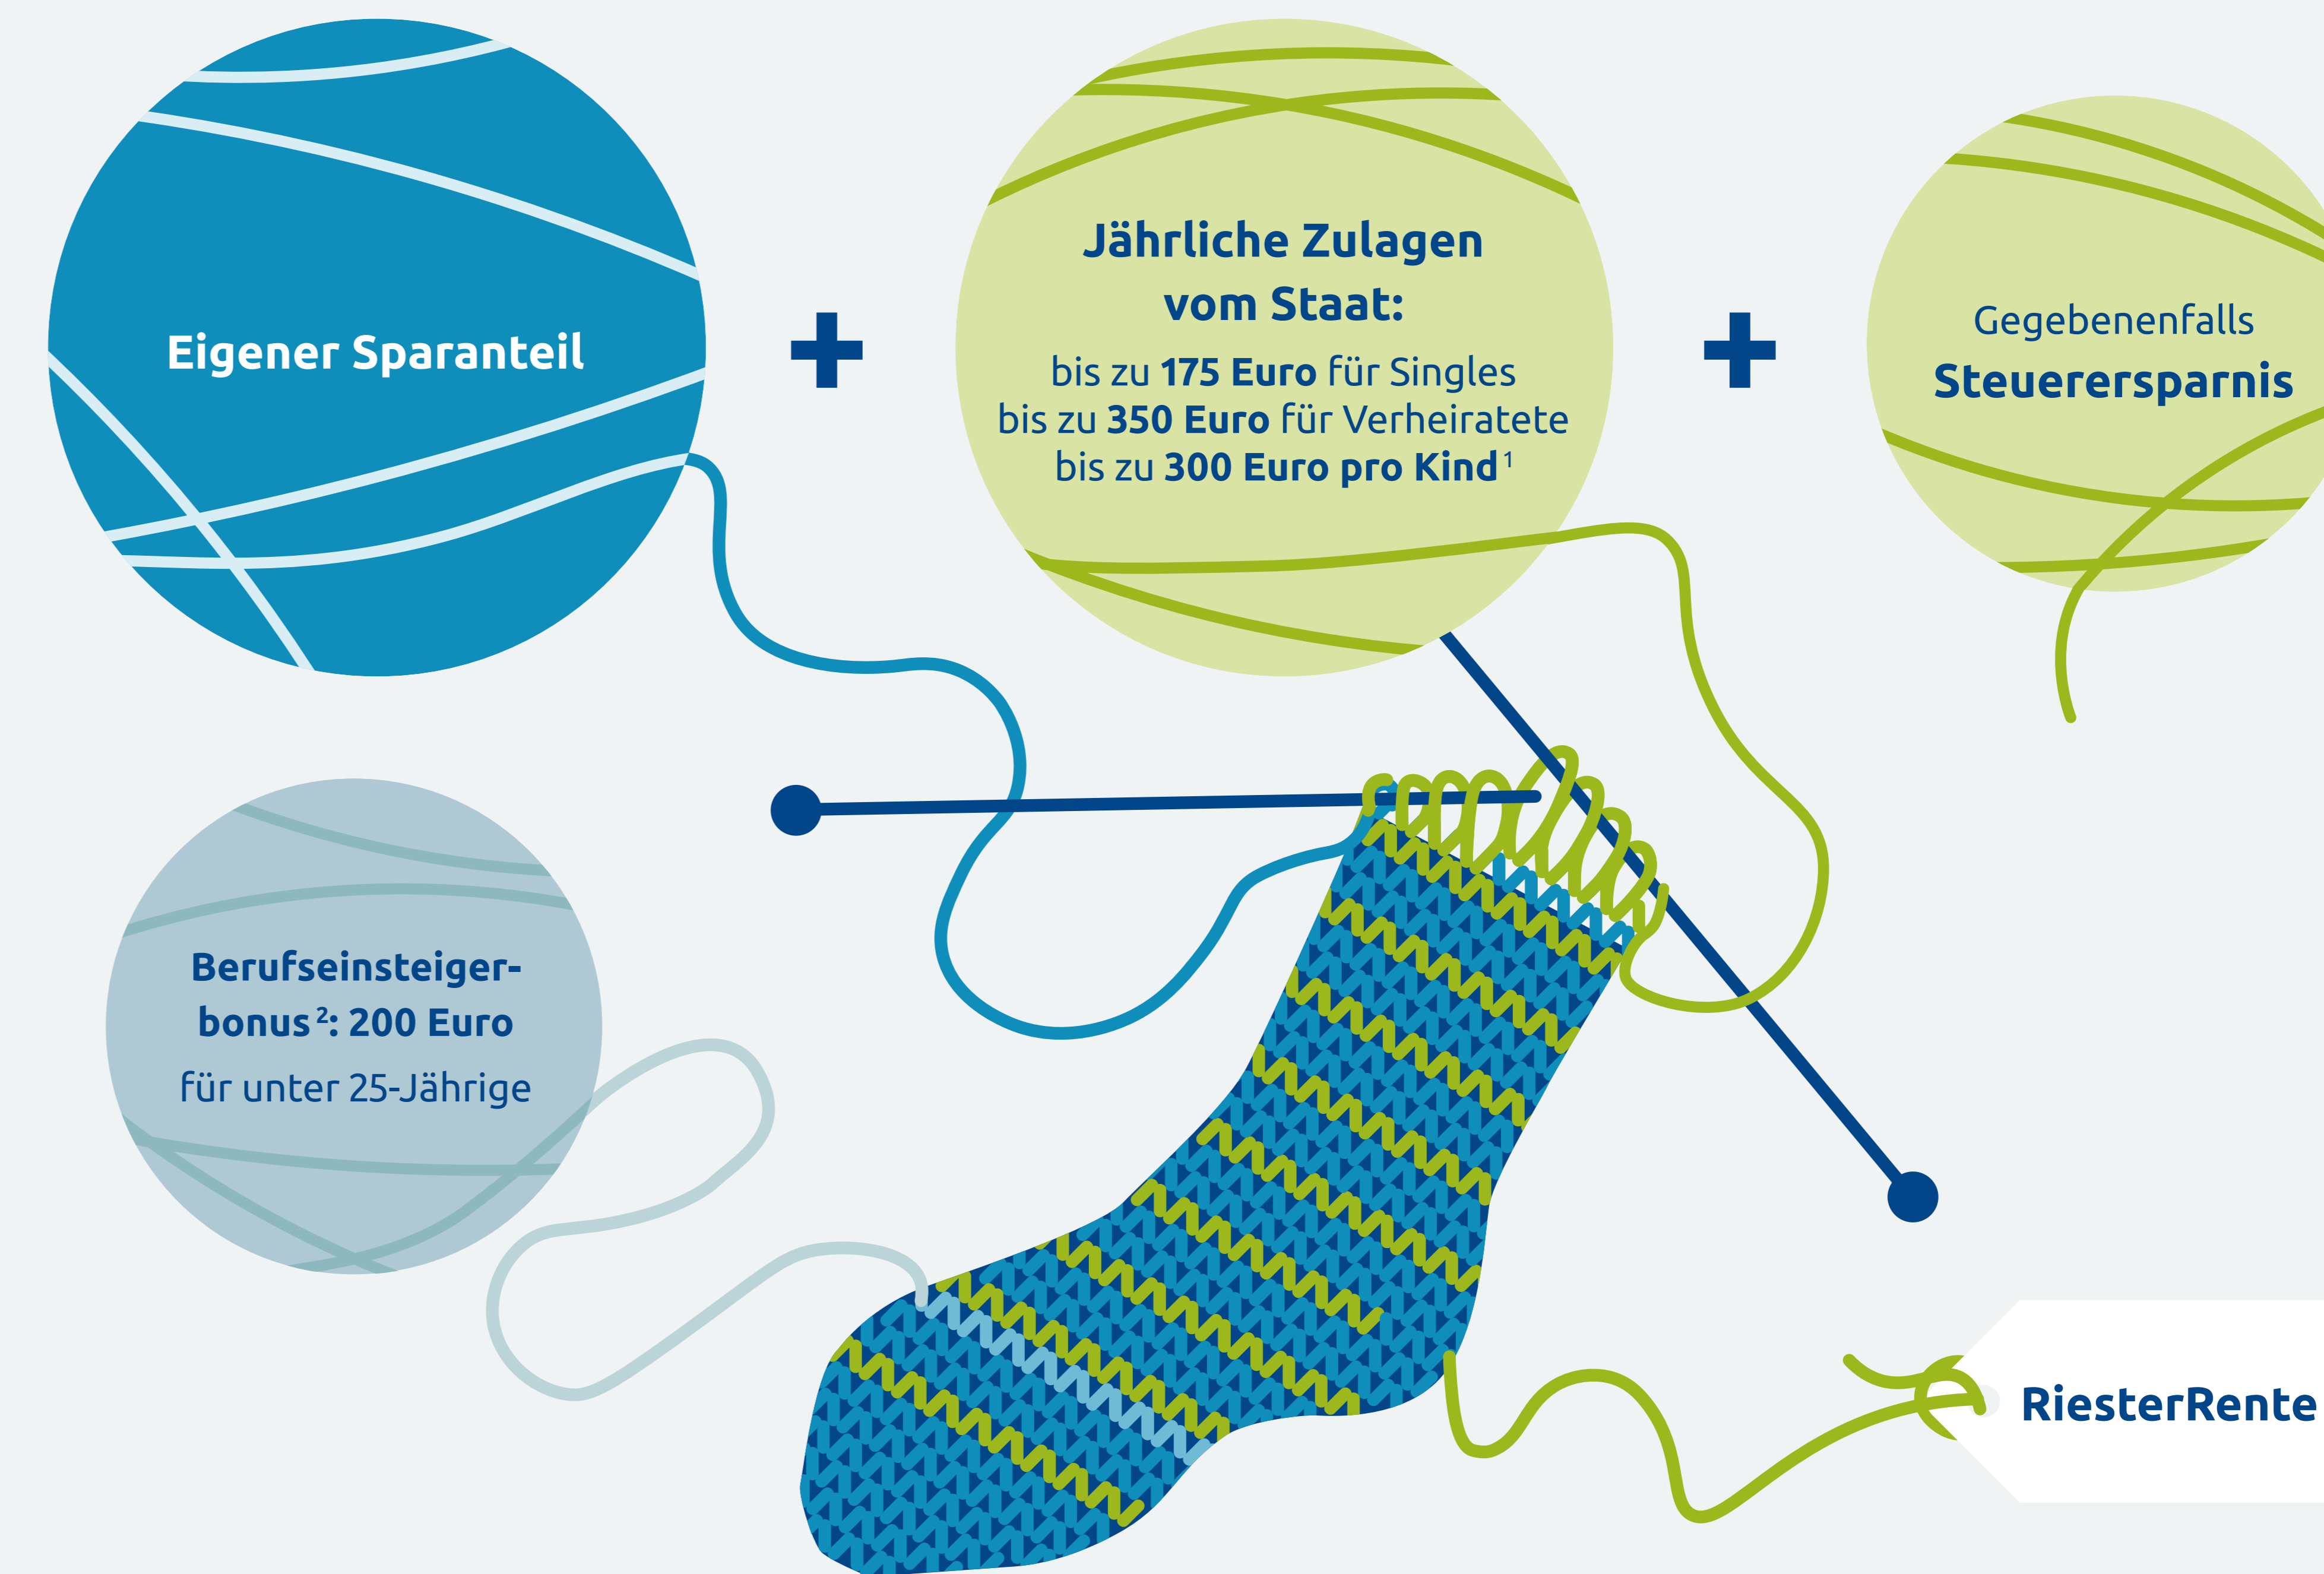 Eigener Sparanteil
+
Jährliche Zulagen
vom Staat:
bis zu 175 Euro für Singles
bis zu 350 Euro für Verheiratete
bis zu 300 Euro pro Kind¹
+
Gegebenenfalls
Steuerersparnis
Berufseinsteiger-
bonus²: 200 Euro
für unter 25-Jährige
RiesterRente